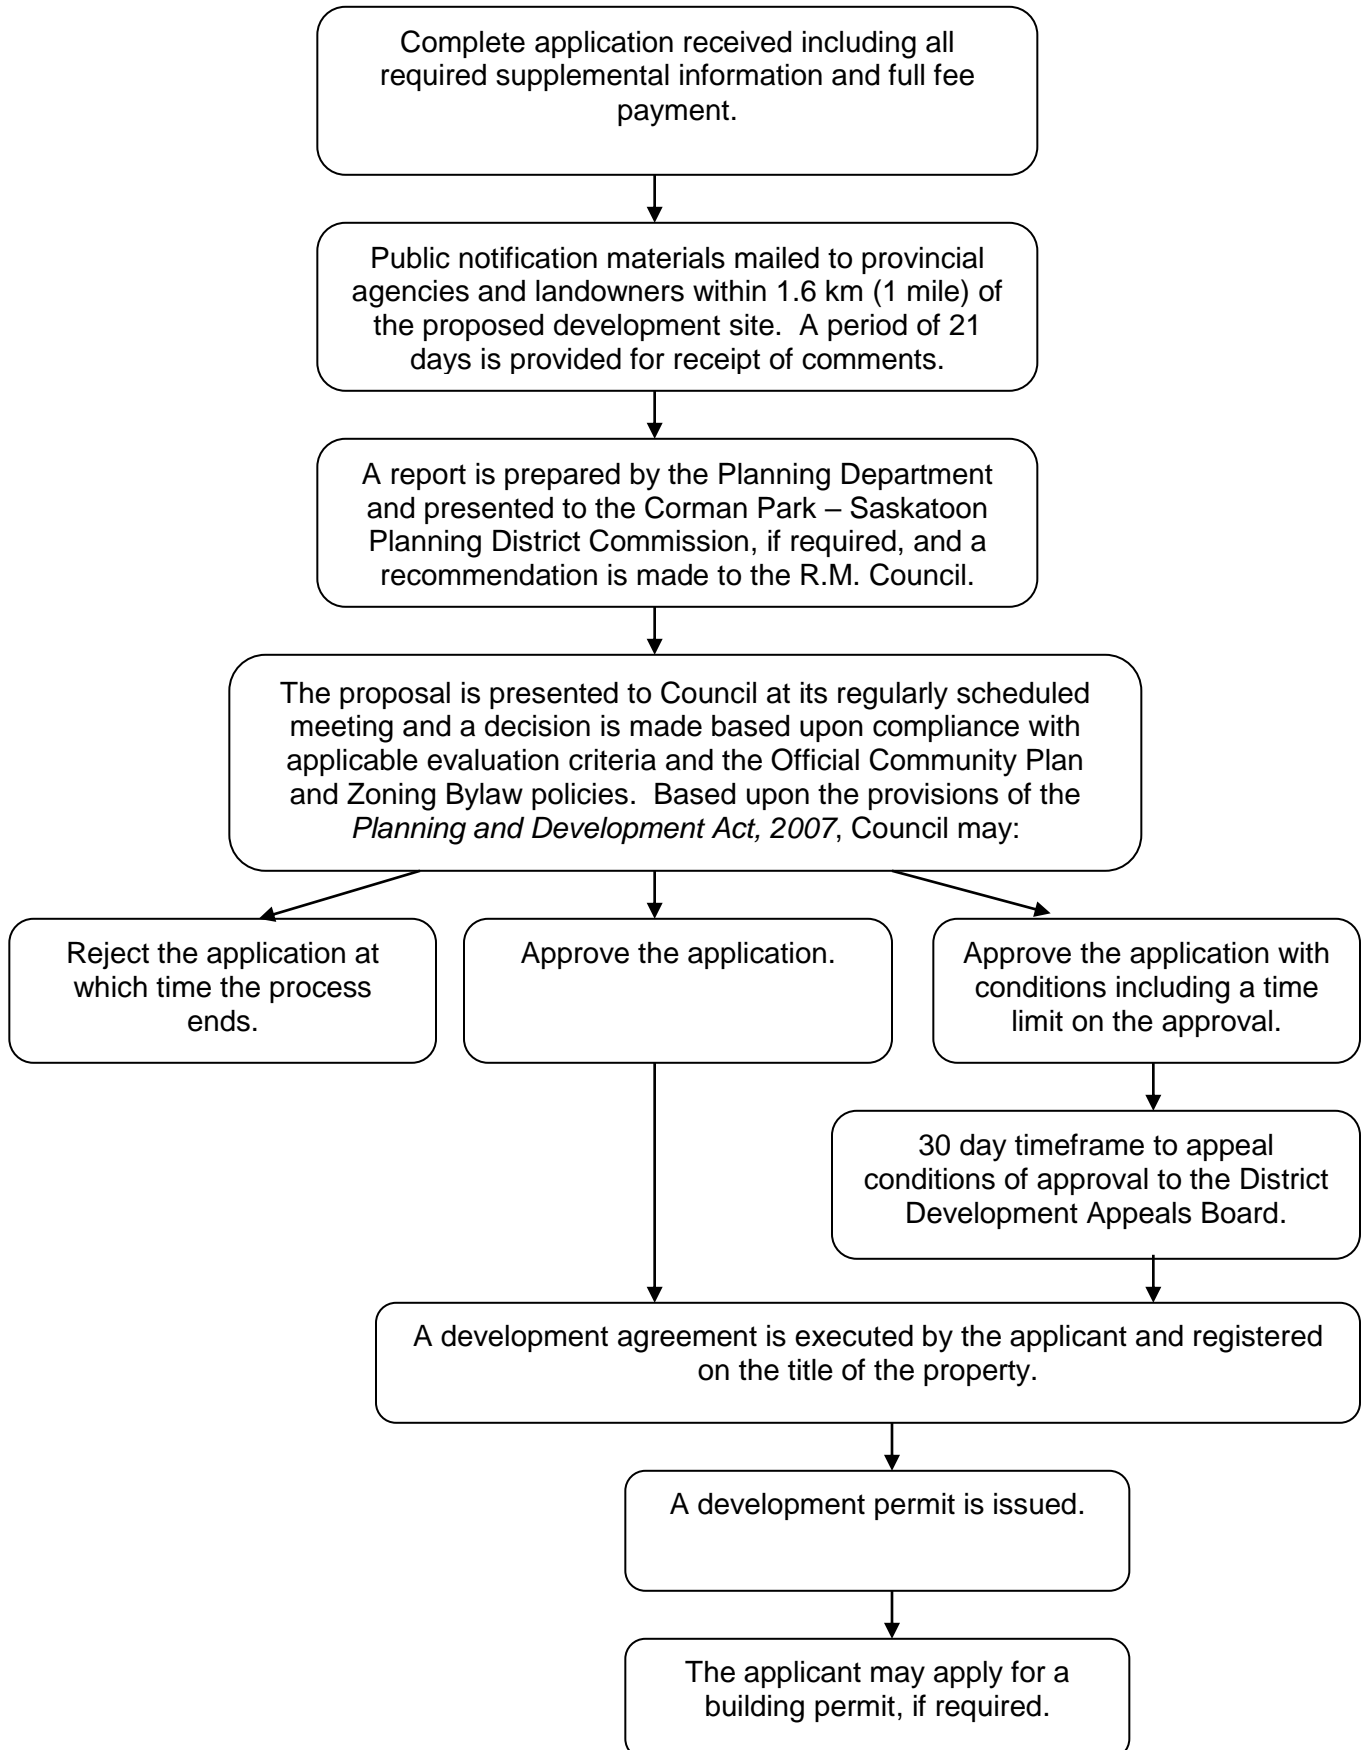 Complete application received including all
required supplemental information and full fee
payment.
Public notification materials mailed to provincial
agencies and landowners within 1.6 km (1 mile) of
the proposed development site.  A period of 21
days is provided for receipt of comments.
A report is prepared by the Planning Department
and presented to the Corman Park – Saskatoon
Planning District Commission, if required, and a
recommendation is made to the R.M. Council.
The proposal is presented to Council at its regularly scheduled
meeting and a decision is made based upon compliance with
applicable evaluation criteria and the Official Community Plan
and Zoning Bylaw policies.  Based upon the provisions of the
Planning and Development Act, 2007, Council may:
Reject the application at
which time the process
ends.
Approve the application.
Approve the application with
conditions including a time
limit on the approval.
30 day timeframe to appeal
conditions of approval to the District
Development Appeals Board.
A development agreement is executed by the applicant and registered
on the title of the property.
A development permit is issued.
The applicant may apply for a
building permit, if required.